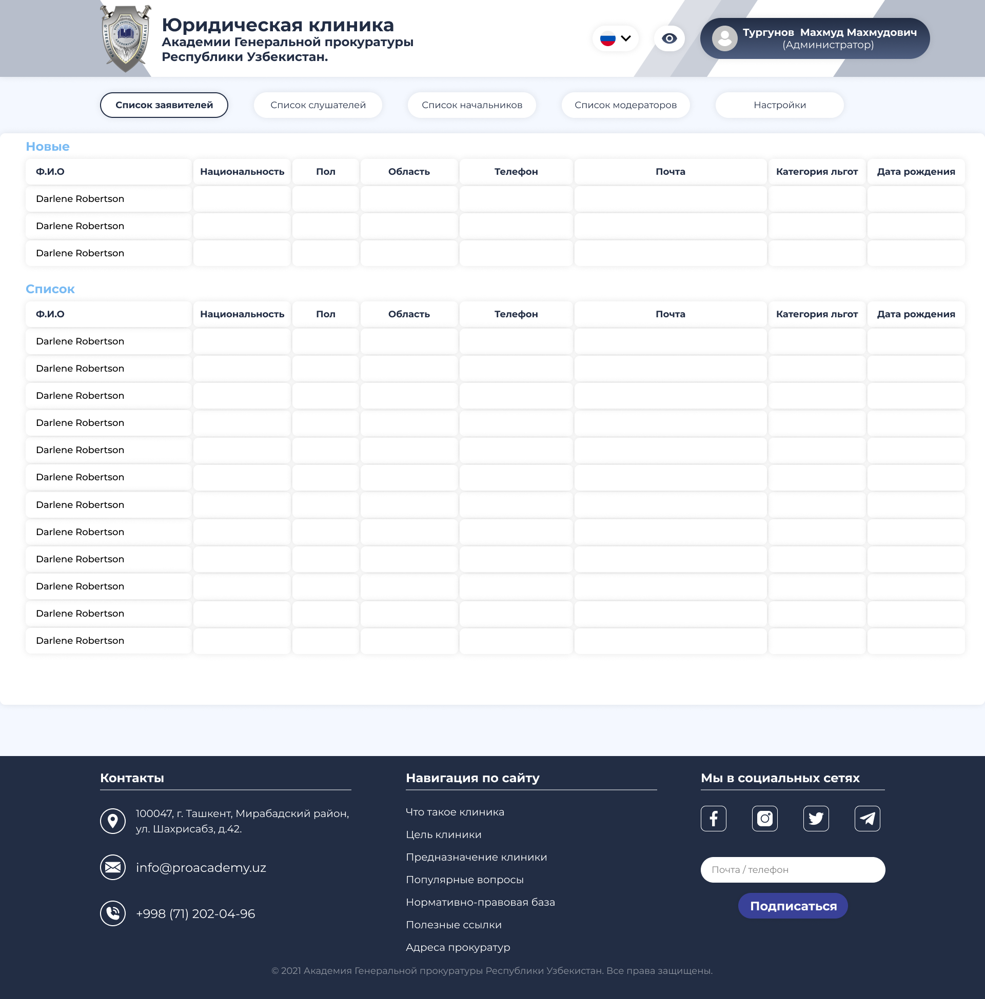 Юридическая клиника
Академии Генеральной прокуратуры
Республики Узбекистан.
Тургунов Махмуд Махмудович
(Администратор)
Список заявителей
Список слушателей
Список начальников
Список модераторов
Настройки
Новые
Ф.И.О Национальность Пол Область Телефон Почта Категория льгот Дата рождения
Darlene Robertson
Darlene Robertson
Darlene Robertson
Список
Ф.И.О Национальность Пол Область Телефон Почта Категория льгот Дата рождения
Darlene Robertson
Darlene Robertson
Darlene Robertson
Darlene Robertson
Darlene Robertson
Darlene Robertson
Darlene Robertson
Darlene Robertson
Darlene Robertson
Darlene Robertson
Darlene Robertson
Darlene Robertson
Контакты
100047, г. Ташкент, Мирабадский район,
ул. Шахрисабз, д.42.
info@proacademy.uz
+998 (71) 202-04-96
Навигация по сайту
Что такое клиника
Цель клиники
Предназначение клиники
Популярные вопросы
Нормативно-правовая база
Полезные ссылки
Адреса прокуратур
Мы в социальных сетях
Почта / телефон
Подписаться
© 2021 Академия Генеральной прокуратуры Республики Узбекистан. Все права защищены.